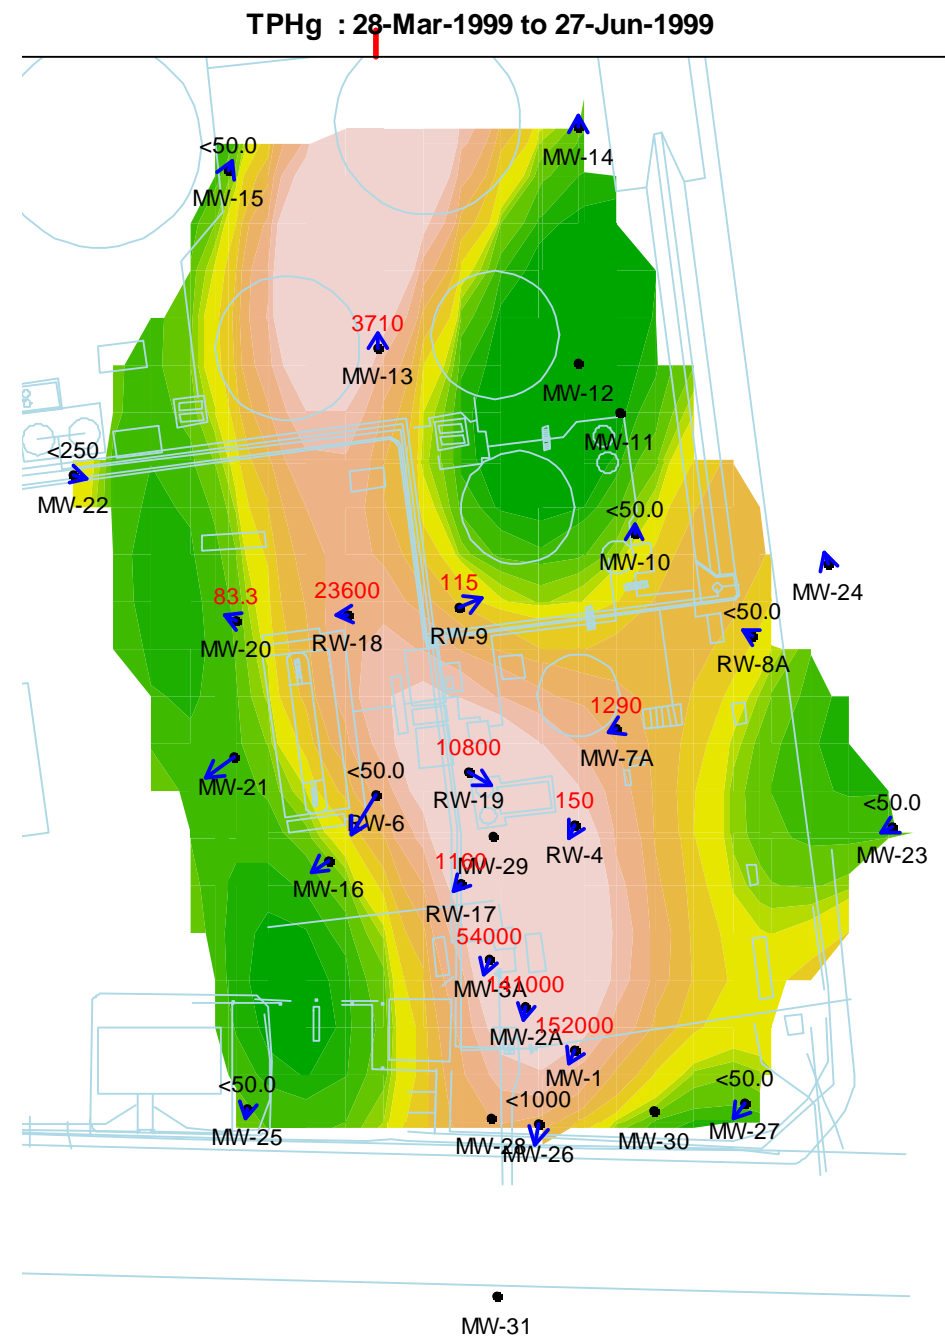 TPHg : 28-Mar-1999 to 27-Jun-1999
<50.0
MW-14
MW-15
3710
MW-13
MW-12
MW-11
<250
MW-22
<50.0
MW-10
MW-24
83.3
23600
115
<50.0
MW-20
RW-18
RW-9
RW-8A
1290
MW-7A
10800
MW-21
<50.0
RW-19
150
<50.0
RW-6
RW-4
MW-23
1160
MW-29
MW-16
RW-17
54000
MW-3A
141000
MW-2A
152000
MW-1
<50.0
<1000
<50.0
MW-25
MW-28
MW-26
MW-30
MW-27
MW-31